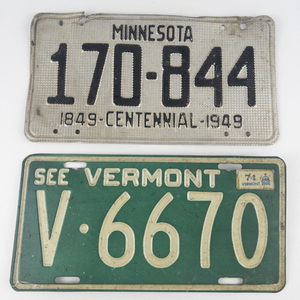 MINNESOTA
170-844
1849-CENTENNIAL-1949
SEE VERMONT
74
VERMONT
V·6670